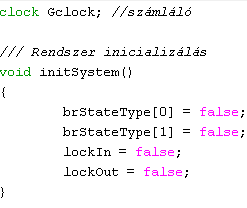 clock Gclock; //számláló
/// Rendszer inicializálás
void initSystem()
{
brStateType[0] = false;
brStateType[1] = false;
lockIn = false;
lockOut = false;
}